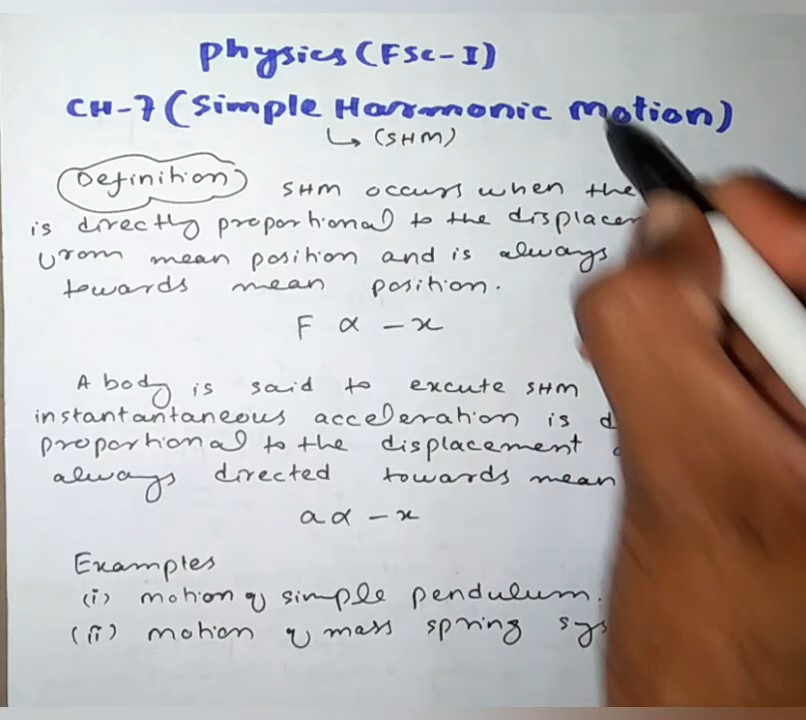 Physics (FSc-I)
CH-7 (Simple Harmonic Motion)
↳ (SHM)
Definition SHM occurs when the
is directly proportional to the displacem
from mean position and is always
towards mean position.
F ∝ -x
A body is said to excute SHM
instantantaneous acceleration is d
proportional to the displacement
always directed towards mean
a ∝ -x
Examples
(i) motion of simple pendulum.
(ii) motion of mass spring sys